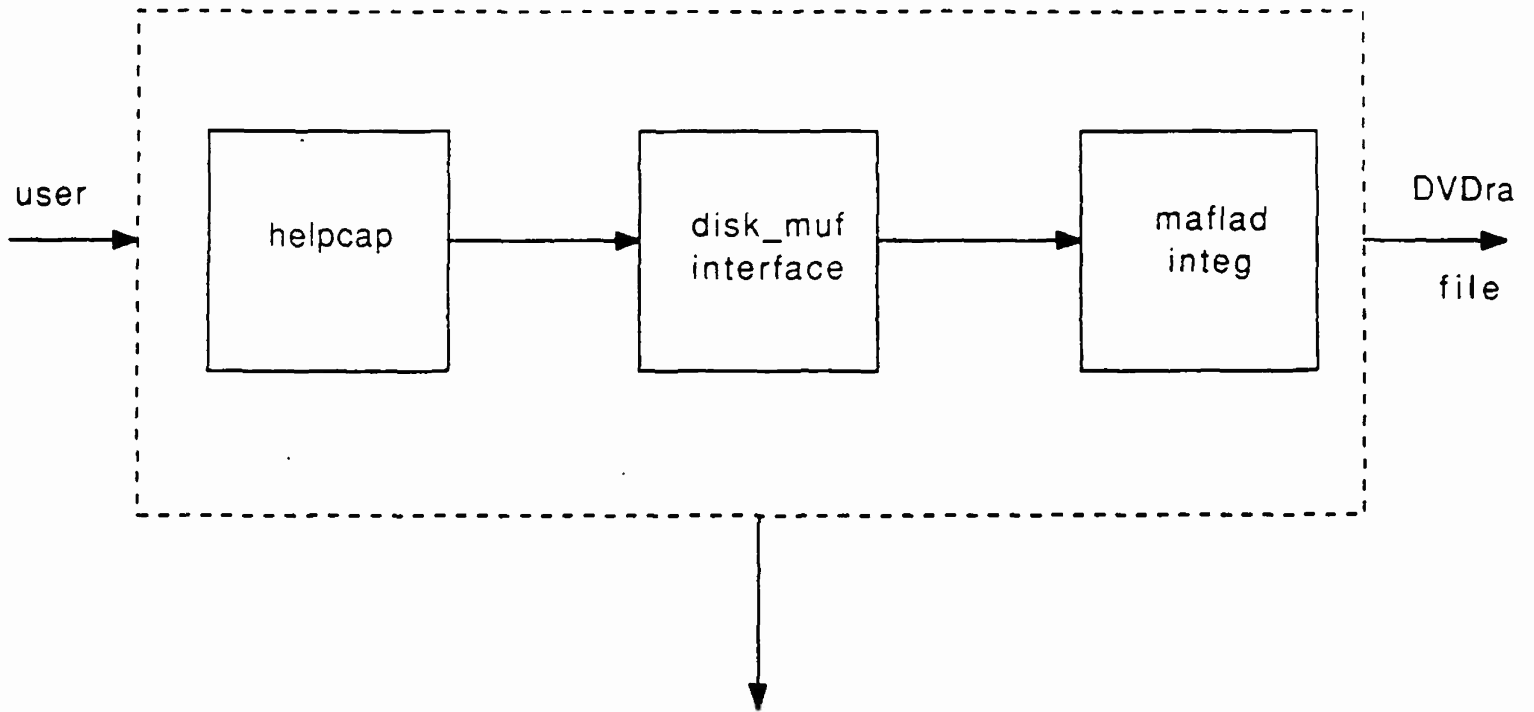 user
helpcap
disk_muf
interface
maflad
integ
DVDra
file